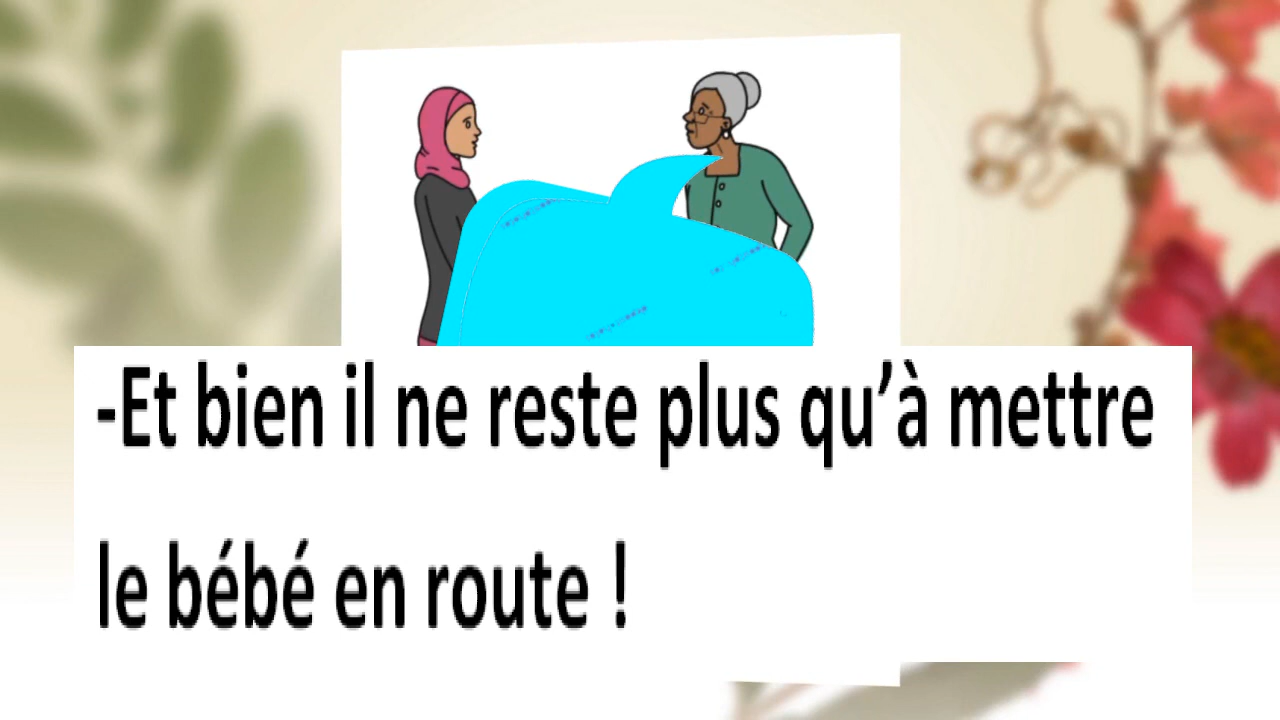 -Et bien il ne reste plus qu’à mettre
le bébé en route !